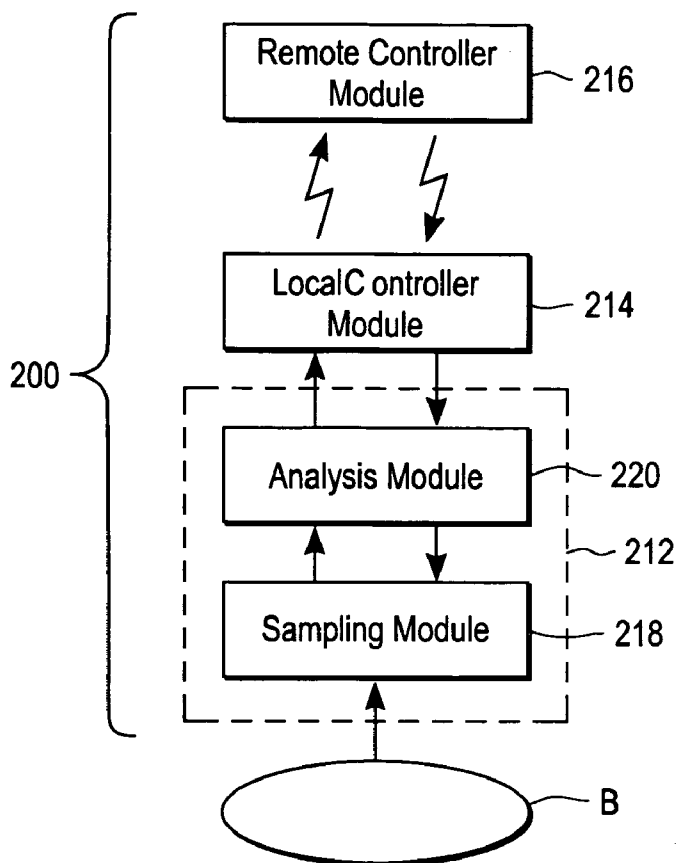 Remote Controller
Module
216
LocalC ontroller
Module
214
200
Analysis Module
220
212
Sampling Module
218
B